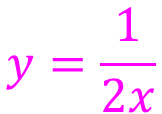 y = 1/2x